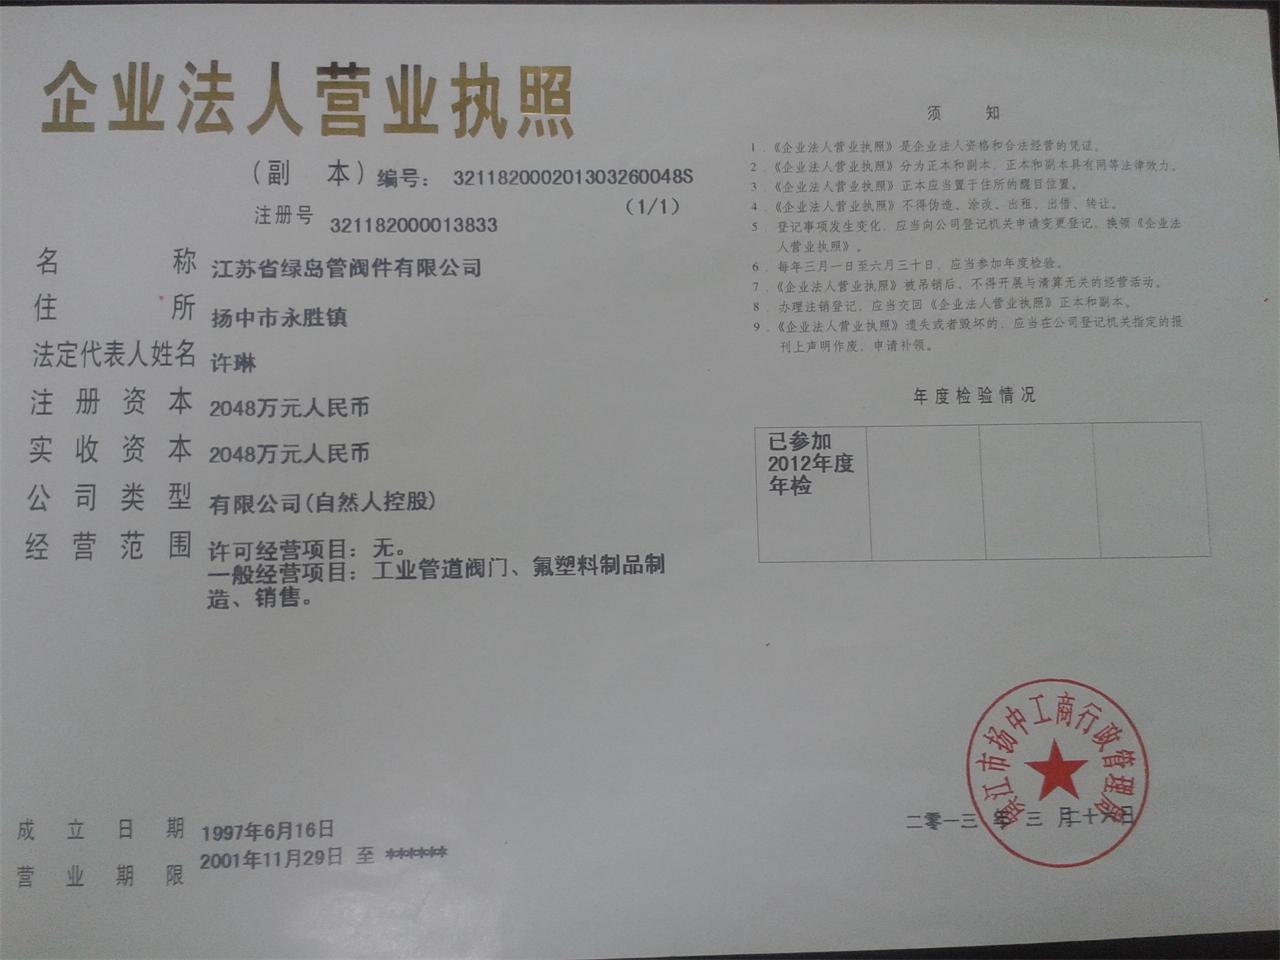 企业法人营业执照
（副 本）编号： 321182000201303260048S
（1/1）
注册号 321182000013833
名称 江苏省绿岛管阀件有限公司
住所 扬中市永胜镇
法定代表人姓名 许琳
注册资本 2048万元人民币
实收资本 2048万元人民币
公司类型 有限公司(自然人控股)
经营范围 许可经营项目：无。
一般经营项目：工业管道阀门、氟塑料制品制
造、销售。
成立日期 1997年6月16日
营业期限 2001年11月29日 至 ******
须 知
1．《企业法人营业执照》是企业法人资格和合法经营的凭证。
2．《企业法人营业执照》分为正本和副本，正本和副本具有同等法律效力。
3．《企业法人营业执照》正本应当置于住所的醒目位置。
4．《企业法人营业执照》不得伪造、涂改、出租、出借、转让。
5．登记事项发生变化，应当向公司登记机关申请变更登记，换领《企业法
人营业执照》。
6．每年三月一日至六月三十日，应当参加年度检验。
7．《企业法人营业执照》被吊销后，不得开展与清算无关的经营活动。
8．办理注销登记，应当交回《企业法人营业执照》正本和副本。
9．《企业法人营业执照》遗失或者毁坏的，应当在公司登记机关指定的报
刊上声明作废，申请补领。
年度检验情况
已参加
2012年度
年检
镇江市扬中工商行政管理局
二零一三 年 三 月二十六日